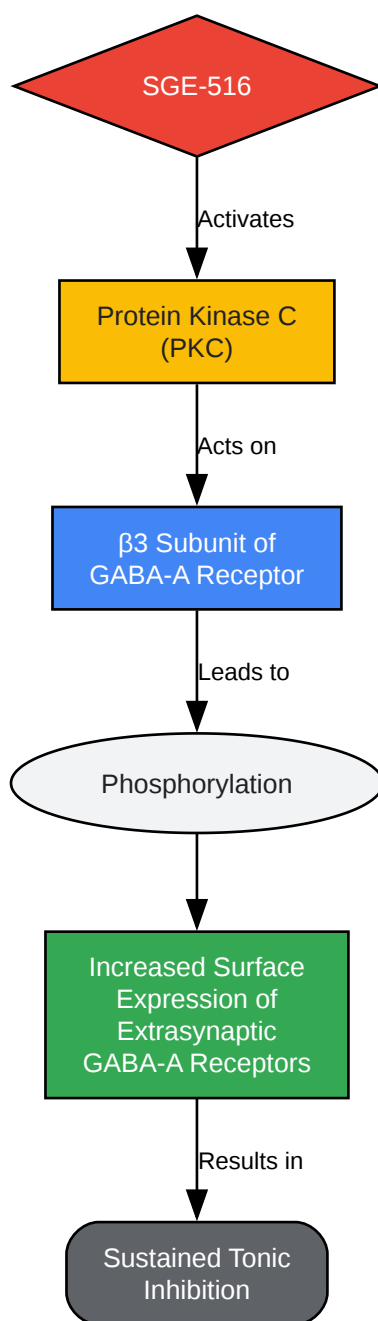 SGE-516
Activates
Protein Kinase C
(PKC)
Acts on
β3 Subunit of
GABA-A Receptor
Leads to
Phosphorylation
Increased Surface
Expression of
Extrasynaptic
GABA-A Receptors
Results in
Sustained Tonic
Inhibition